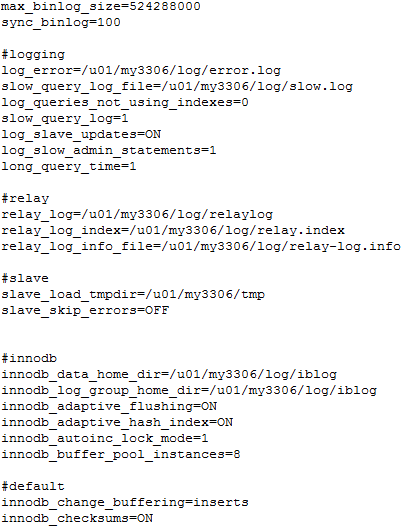 max_binlog_size=524288000
sync_binlog=100
#logging
log_error=/u01/my3306/log/error.log
slow_query_log_file=/u01/my3306/log/slow.log
log_queries_not_using_indexes=0
slow_query_log=1
log_slave_updates=ON
log_slow_admin_statements=1
long_query_time=1
#relay
relay_log=/u01/my3306/log/relaylog
relay_log_index=/u01/my3306/log/relay.index
relay_log_info_file=/u01/my3306/log/relay-log.info
#slave
slave_load_tmpdir=/u01/my3306/tmp
slave_skip_errors=OFF
#innodb
innodb_data_home_dir=/u01/my3306/log/iblog
innodb_log_group_home_dir=/u01/my3306/log/iblog
innodb_adaptive_flushing=ON
innodb_adaptive_hash_index=ON
innodb_autoinc_lock_mode=1
innodb_buffer_pool_instances=8
#default
innodb_change_buffering=inserts
innodb_checksums=ON